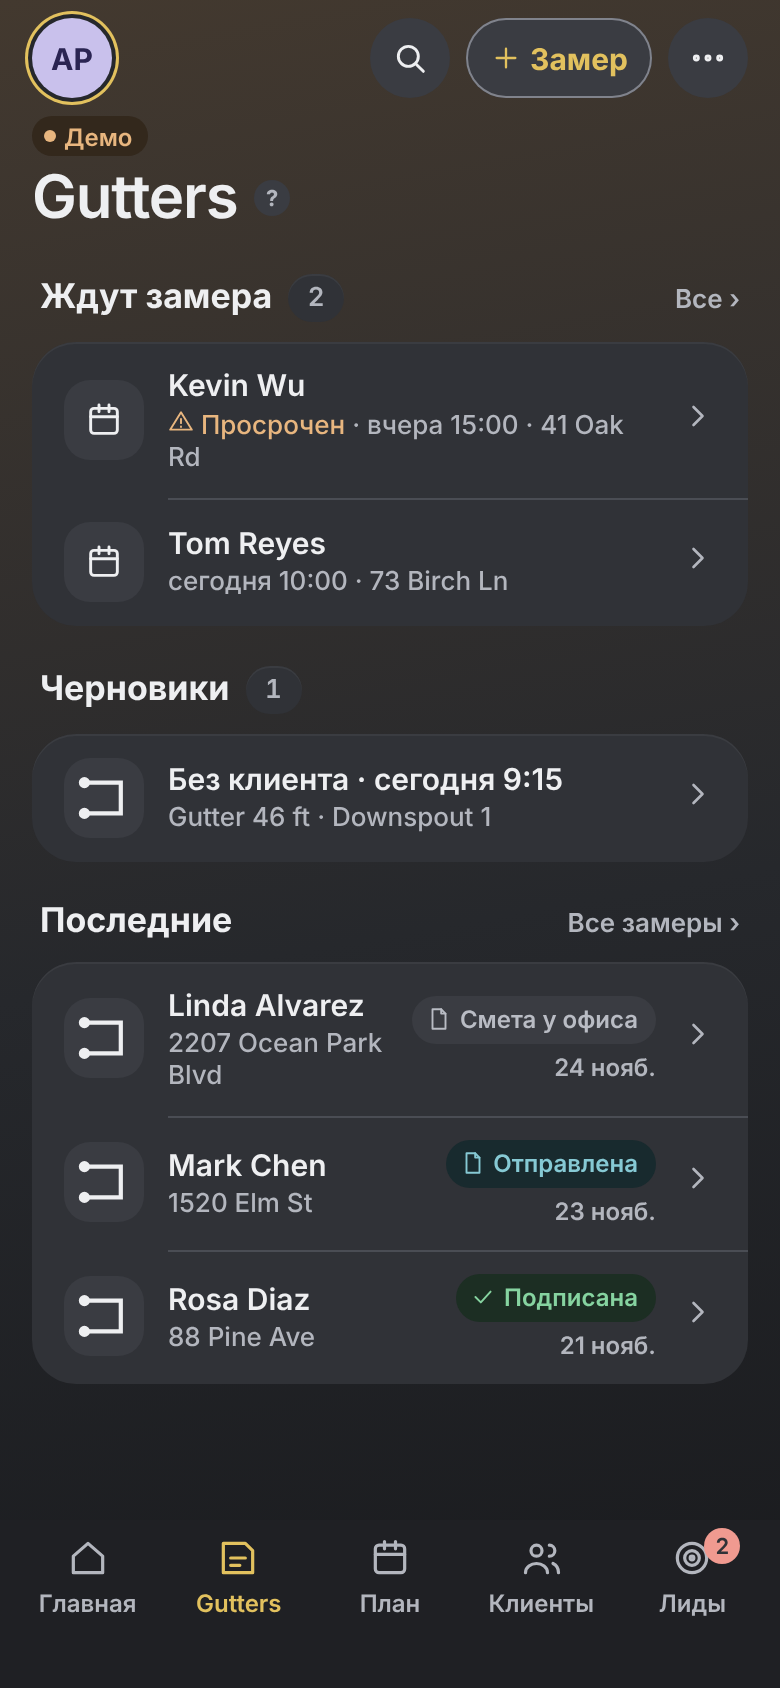 AP
+ Замер
Демо
Gutters ?
Ждут замера 2
Все ›
Kevin Wu
Просрочен · вчера 15:00 · 41 Oak
Rd
Tom Reyes
сегодня 10:00 · 73 Birch Ln
Черновики 1
Без клиента · сегодня 9:15
Gutter 46 ft · Downspout 1
Последние
Все замеры ›
Linda Alvarez
2207 Ocean Park
Blvd
Смета у офиса
24 нояб.
Mark Chen
1520 Elm St
Отправлена
23 нояб.
Rosa Diaz
88 Pine Ave
Подписана
21 нояб.
Главная
Gutters
План
Клиенты
2
Лиды